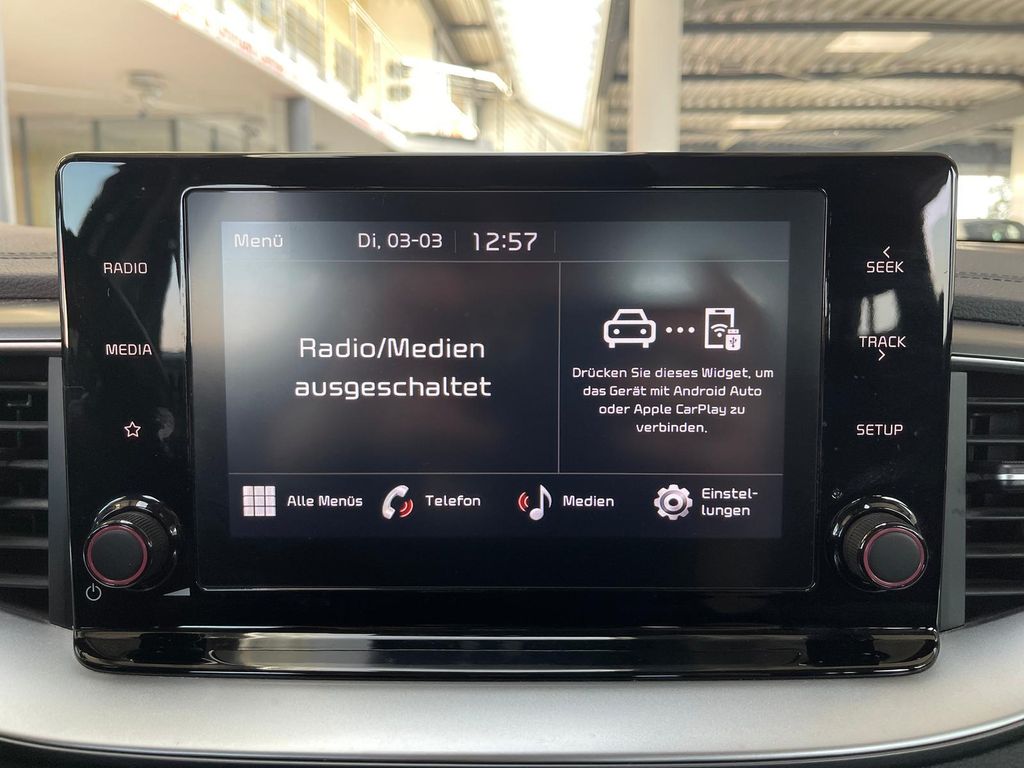 Menü Di, 03-03 12:57
RADIO
MEDIA
Radio/Medien
ausgeschaltet
Drücken Sie dieses Widget, um
das Gerät mit Android Auto
oder Apple CarPlay zu
verbinden.
Alle Menüs Telefon Medien Einstel-
lungen
< SEEK
TRACK >
SETUP